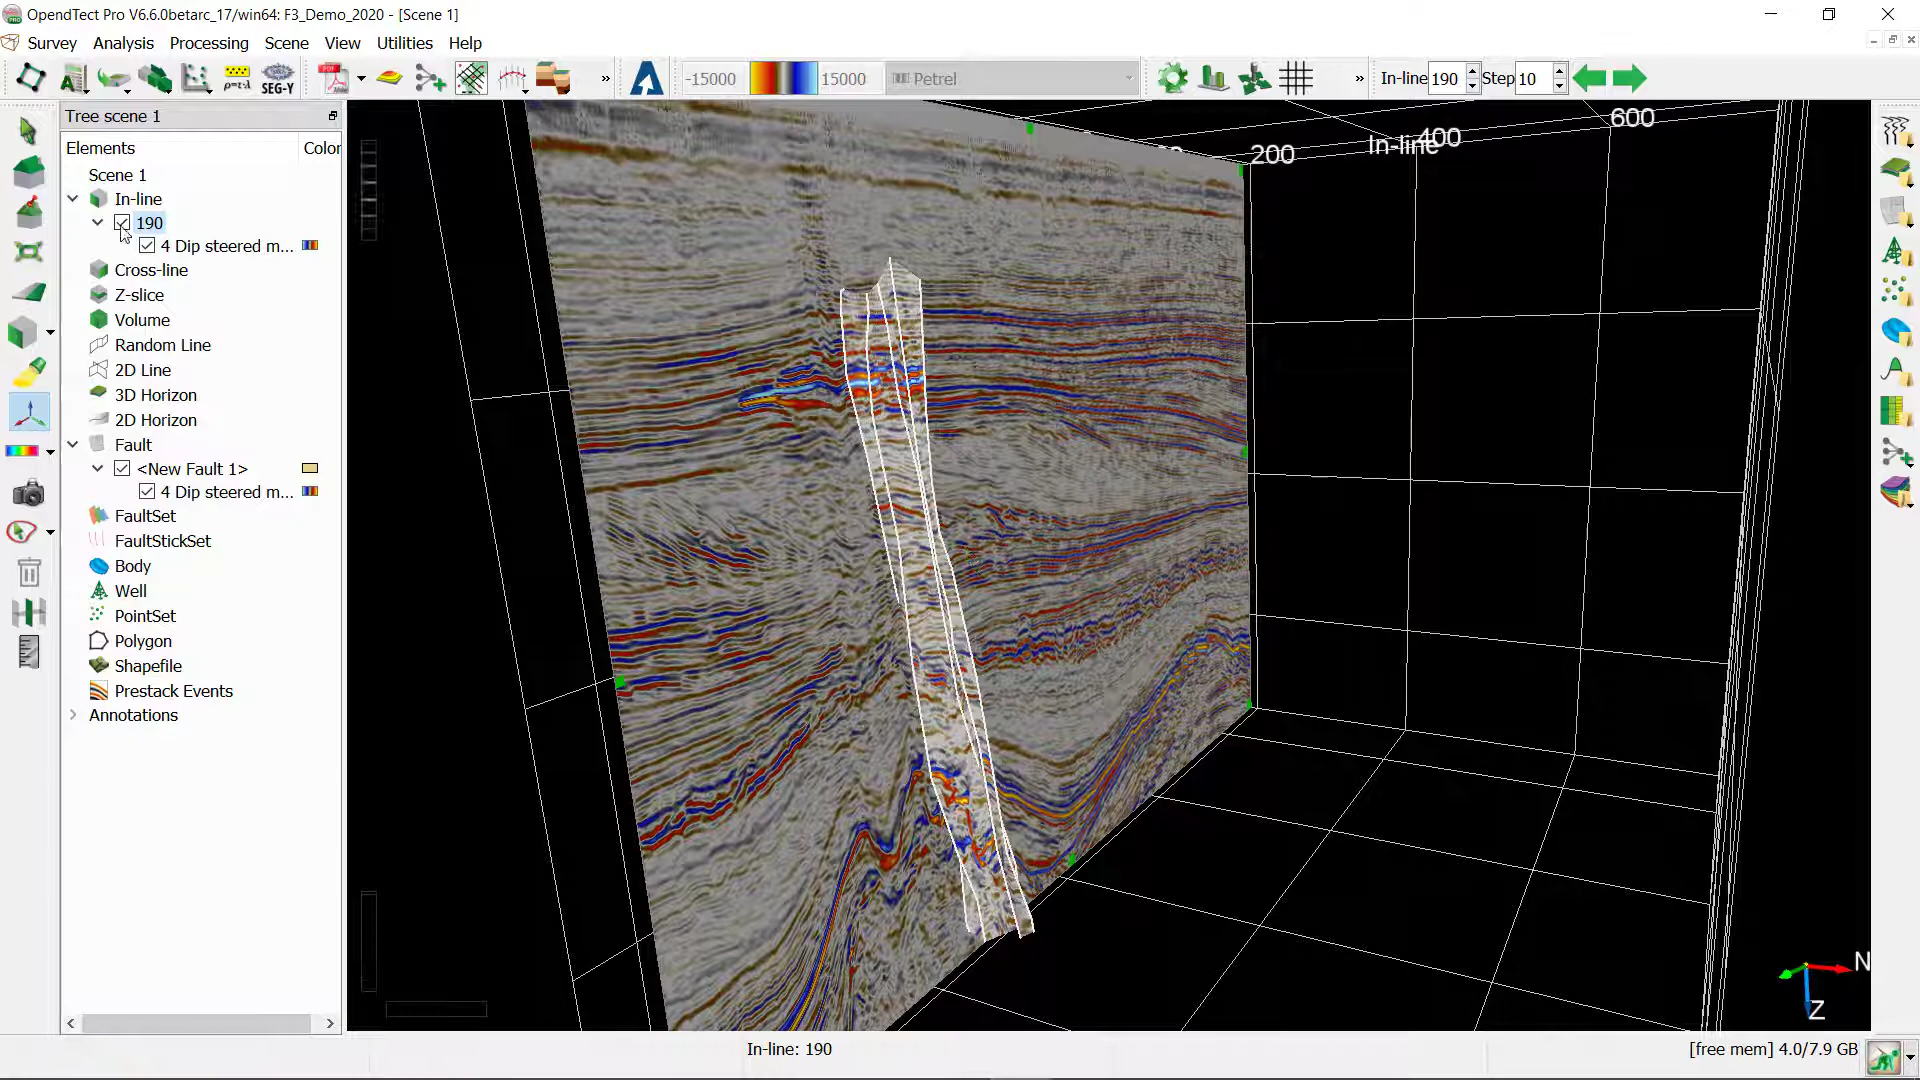 OpendTect Pro V6.6.0betarc_17/win64: F3_Demo_2020 - [Scene 1]
Survey Analysis Processing Scene View Utilities Help
PDF ρ=π.λ SEG-Y » -15000 15000 Petrel » In-line 190 Step 10
Tree scene 1
Elements Color
Scene 1
In-line
190
4 Dip steered m...
Cross-line
Z-slice
Volume
Random Line
2D Line
3D Horizon
2D Horizon
Fault
<New Fault 1>
4 Dip steered m...
FaultSet
FaultStickSet
Body
Well
PointSet
Polygon
Shapefile
Prestack Events
Annotations
200 In-line 400 600
N
Z
In-line: 190 [free mem] 4.0/7.9 GB